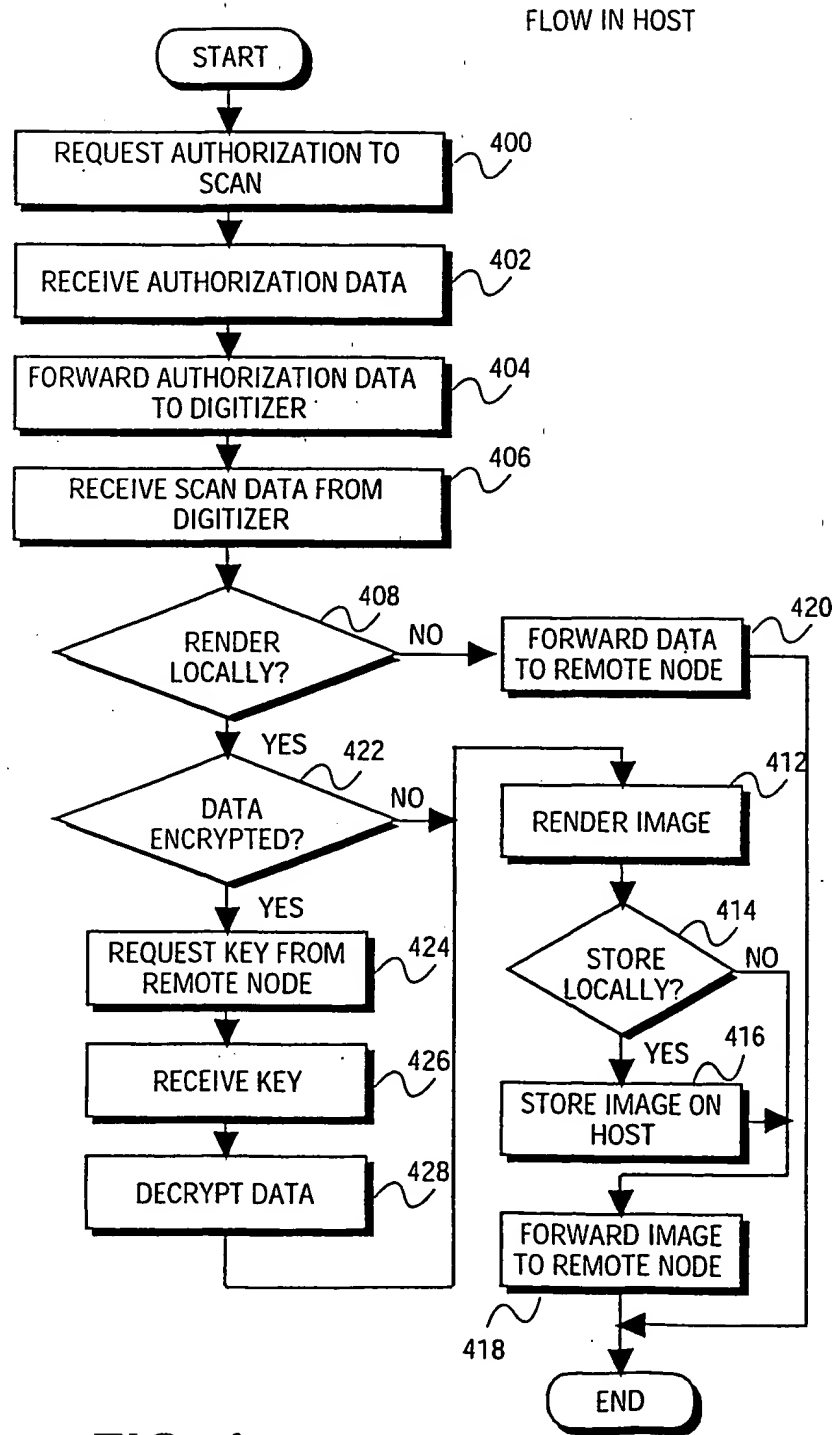 FLOW IN HOST
START
REQUEST AUTHORIZATION TO
SCAN
400
RECEIVE AUTHORIZATION DATA
402
FORWARD AUTHORIZATION DATA
TO DIGITIZER
404
RECEIVE SCAN DATA FROM
DIGITIZER
406
RENDER
LOCALLY?
408
NO
FORWARD DATA
TO REMOTE NODE
420
YES
DATA
ENCRYPTED?
422
NO
RENDER IMAGE
412
YES
REQUEST KEY FROM
REMOTE NODE
424
STORE
LOCALLY?
414
NO
YES
RECEIVE KEY
426
STORE IMAGE ON
HOST
416
DECRYPT DATA
428
FORWARD IMAGE
TO REMOTE NODE
418
END